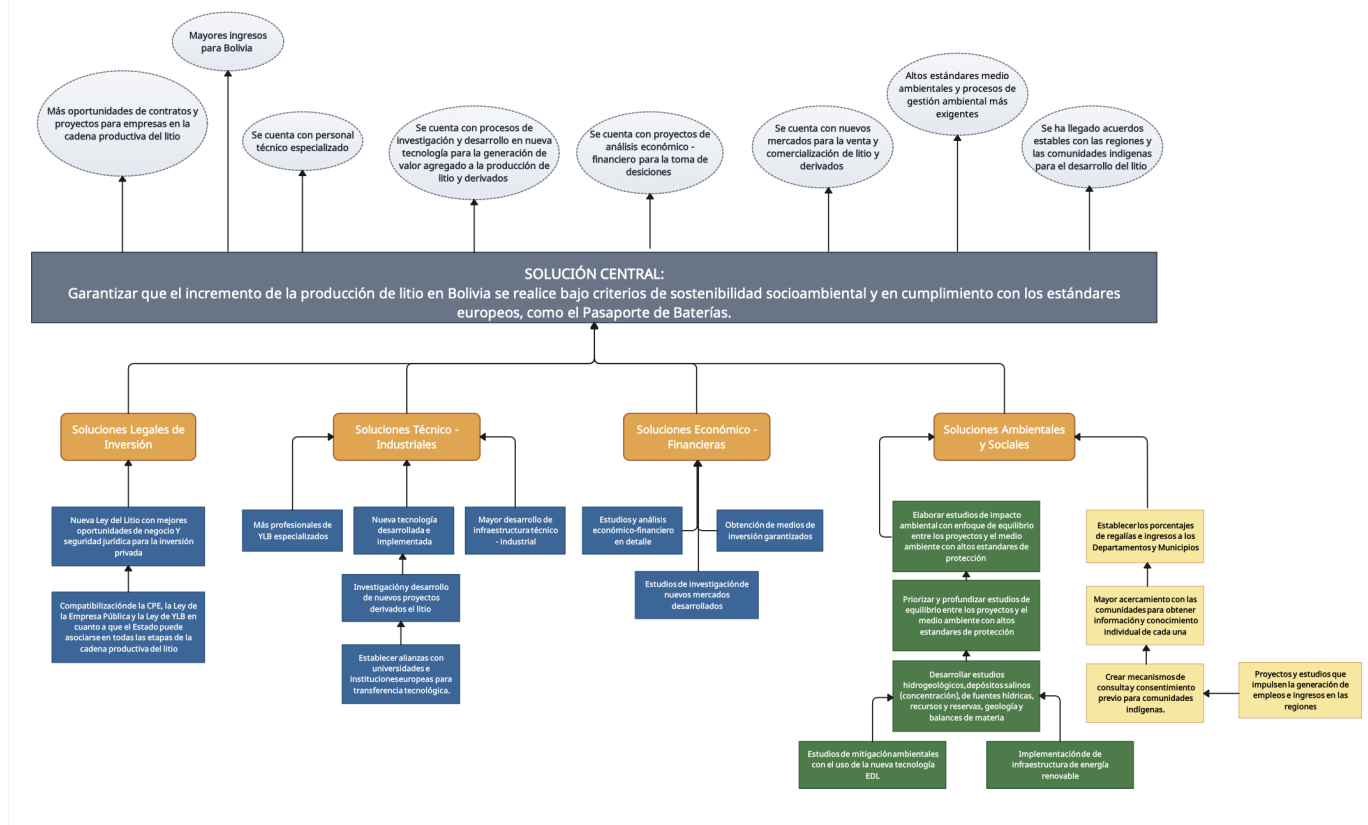 Mayores ingresos
para Bolivia
Más oportunidades de contratos y
proyectos para empresas en la
cadena productiva del litio
Se cuenta con personal
técnico especializado
Se cuenta con procesos de
investigación y desarrollo en nueva
tecnología para la generación de
valor agregado a la producción de
litio y derivados
Se cuenta con proyectos de
análisis económico -
financiero para la toma de
desiciones
Se cuenta con nuevos
mercados para la venta y
comercialización de litio y
derivados
Altos estándares medio
ambientales y procesos de
gestión ambiental más
exigentes
Se ha llegado acuerdos
estables con las regiones y
las comunidades indigenas
para el desarrollo del litio
SOLUCIÓN CENTRAL:
Garantizar que el incremento de la producción de litio en Bolivia se realice bajo criterios de sostenibilidad socioambiental y en cumplimiento con los estándares
europeos, como el Pasaporte de Baterías.
Soluciones Legales de
Inversión
Soluciones Técnico -
Industriales
Soluciones Económico -
Financieras
Soluciones Ambientales
y Sociales
Nueva Ley del Litio con mejores
oportunidades de negocio Y
seguridad jurídica para la inversión
privada
Compatibilización de la CPE, la Ley de
la Empresa Pública y la Ley de YLB en
cuanto a que el Estado puede
asociarse en todas las etapas de la
cadena productiva del litio
Más profesionales de
YLB especializados
Nueva tecnología
desarrollada e
implementada
Mayor desarrollo de
infraestructura técnico
- industrial
Investigación y desarrollo
de nuevos proyectos
derivados el litio
Establecer alianzas con
universidades e
instituciones europeas para
transferencia tecnológica.
Estudios y análisis
económico-financiero
en detalle
Obtención de medios de
inversión garantizados
Estudios de investigación de
nuevos mercados
desarrollados
Elaborar estudios de impacto
ambiental con enfoque de equilibrio
entre los proyectos y el medio
ambiente con altos estandares de
protección
Priorizar y profundizar estudios de
equilibrio entre los proyectos y el
medio ambiente con altos
estandares de protección
Desarrollar estudios
hidrogeológicos, depósitos salinos
(concentración), de fuentes hídricas,
recursos y reservas, geología y
balances de materia
Estudios de mitigación ambientales
con el uso de la nueva tecnología
EDL
Implementación de de
infraestructura de energía
renovable
Establecer los porcentajes
de regalías e ingresos a los
Departamentos y Municipios
Mayor acercamiento con las
comunidades para obtener
información y conocimiento
individual de cada una
Crear mecanismos de
consulta y consentimiento
previo para comunidades
indígenas.
Proyectos y estudios que
impulsen la generación de
empleos e ingresos en las
regiones